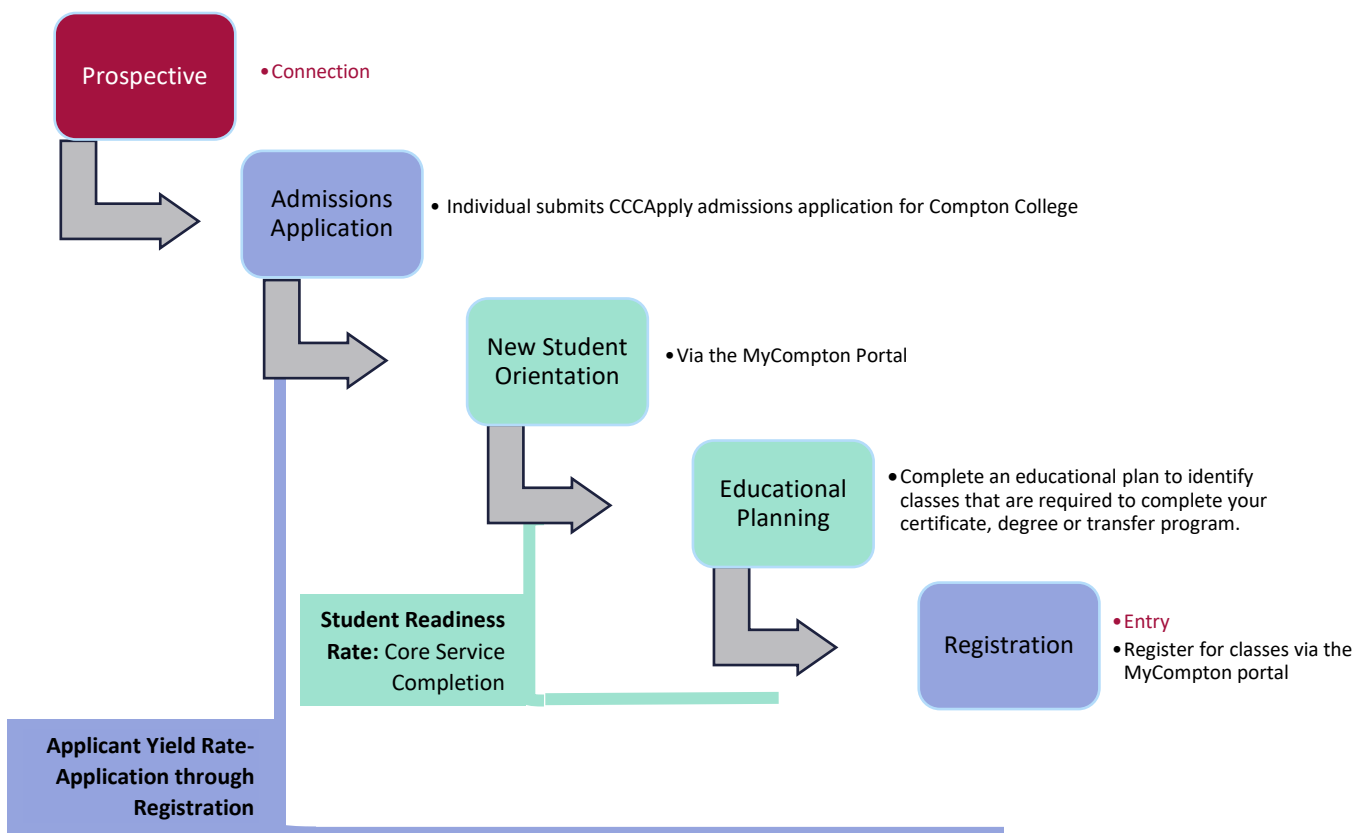 Prospective
•Connection
Admissions
Application
• Individual submits CCCApply admissions application for Compton College
New Student
Orientation
•Via the MyCompton Portal
Educational
Planning
•Complete an educational plan to identify
classes that are required to complete your
certificate, degree or transfer program.
Student Readiness
Rate: Core Service
Completion
Registration
•Entry
•Register for classes via the
MyCompton portal
Applicant Yield Rate-
Application through
Registration